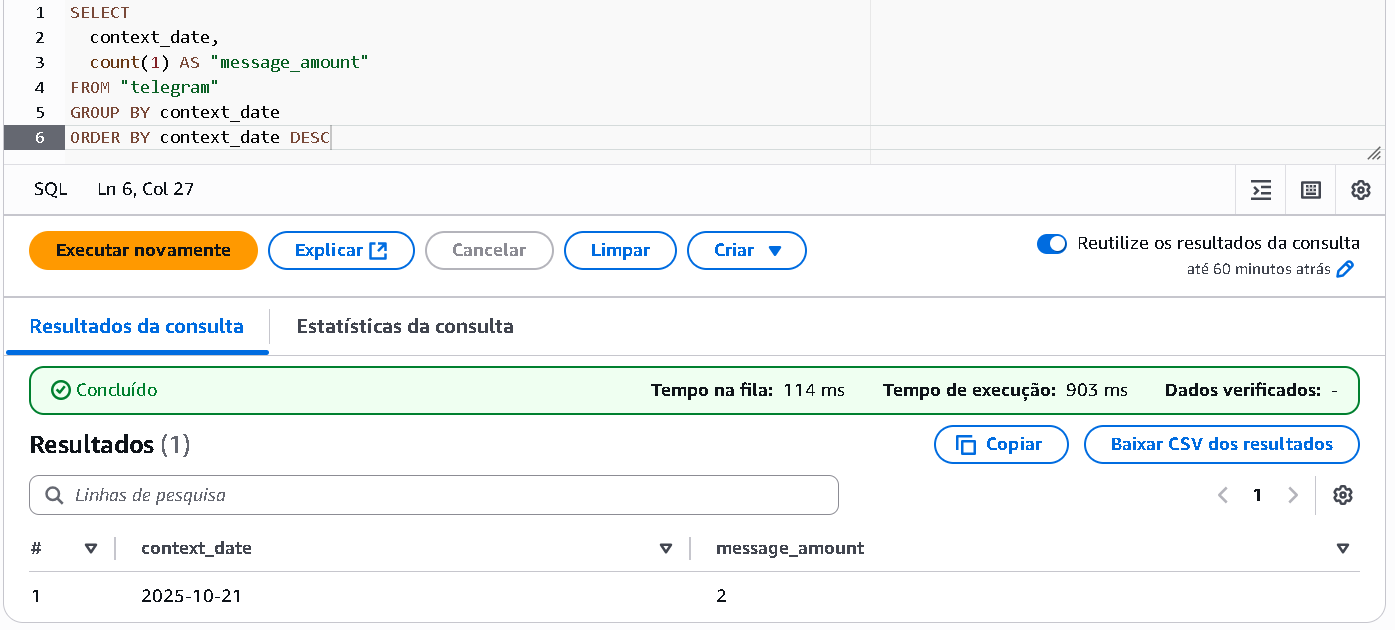 1 SELECT
2 context_date,
3 count(1) AS "message_amount"
4 FROM "telegram"
5 GROUP BY context_date
6 ORDER BY context_date DESC
SQL Ln 6, Col 27
Executar novamente Explicar Cancelar Limpar Criar Reutilize os resultados da consulta
até 60 minutos atrás
Resultados da consulta Estatísticas da consulta
Concluído Tempo na fila: 114 ms Tempo de execução: 903 ms Dados verificados: -
Resultados (1) Copiar Baixar CSV dos resultados
Linhas de pesquisa 1
# context_date message_amount
1 2025-10-21 2